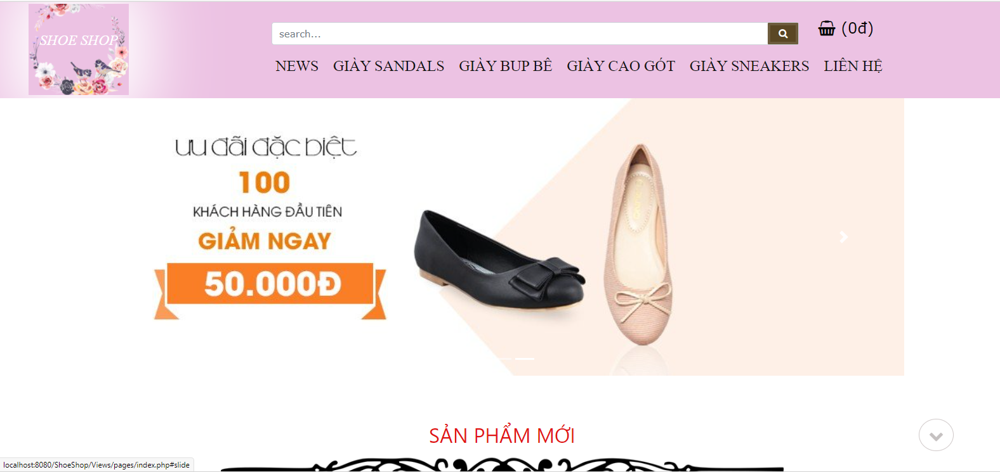 SHOE SHOP
search...
(0đ)
NEWS GIÀY SANDALS GIÀY BUP BÊ GIÀY CAO GÓT GIÀY SNEAKERS LIÊN HỆ
ưu đãi đặc biệt
100
KHÁCH HÀNG ĐẦU TIÊN
GIẢM NGAY
50.000Đ
SẢN PHẨM MỚI
localhost:8080/ShoeShop/Views/pages/index.php#slide